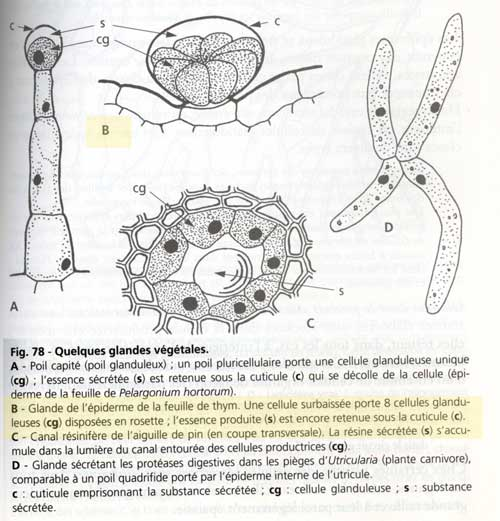 c
s
c
cg
B
cg
D
s
A
C
Fig. 78 - Quelques glandes végétales.
A - Poil capité (poil glanduleux) ; un poil pluricellulaire porte une cellule glanduleuse unique
(cg) ; l'essence sécrétée (s) est retenue sous la cuticule (c) qui se décolle de la cellule (épi-
derme de la feuille de Pelargonium hortorum).
B - Glande de l'épiderme de la feuille de thym. Une cellule surbaissée porte 8 cellules glandu-
leuses (cg) disposées en rosette ; l'essence produite (s) est encore retenue sous la cuticule (c).
C - Canal résinifère de l'aiguille de pin (en coupe transversale). La résine sécrétée (s) s'accu-
mule dans la lumière du canal entourée des cellules productrices (cg).
D - Glande sécrétant les protéases digestives dans les pièges d'Utricularia (plante carnivore),
comparable à un poil quadrifide porté par l'épiderme interne de l'utricule.
c : cuticule emprisonnant la substance sécrétée ; cg : cellule glanduleuse ; s : substance
sécrétée.